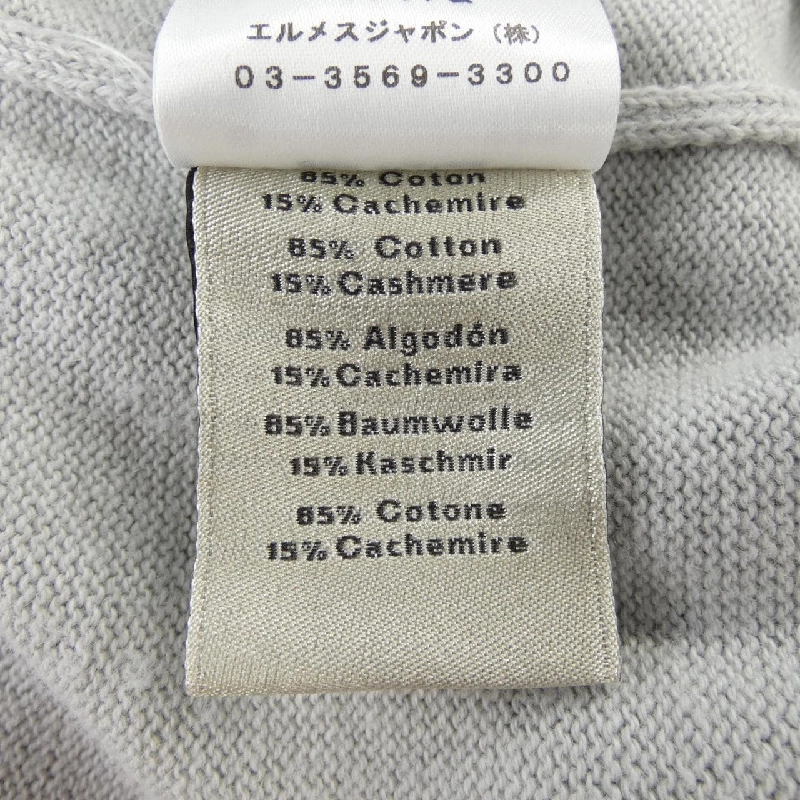 エルメスジャポン（株）
03-3569-3300
85% Coton
15% Cachemire
85% Cotton
15% Cashmere
85% Algodón
15% Cachemira
85% Baumwolle
15% Kaschmir
85% Cotone
15% Cachemire